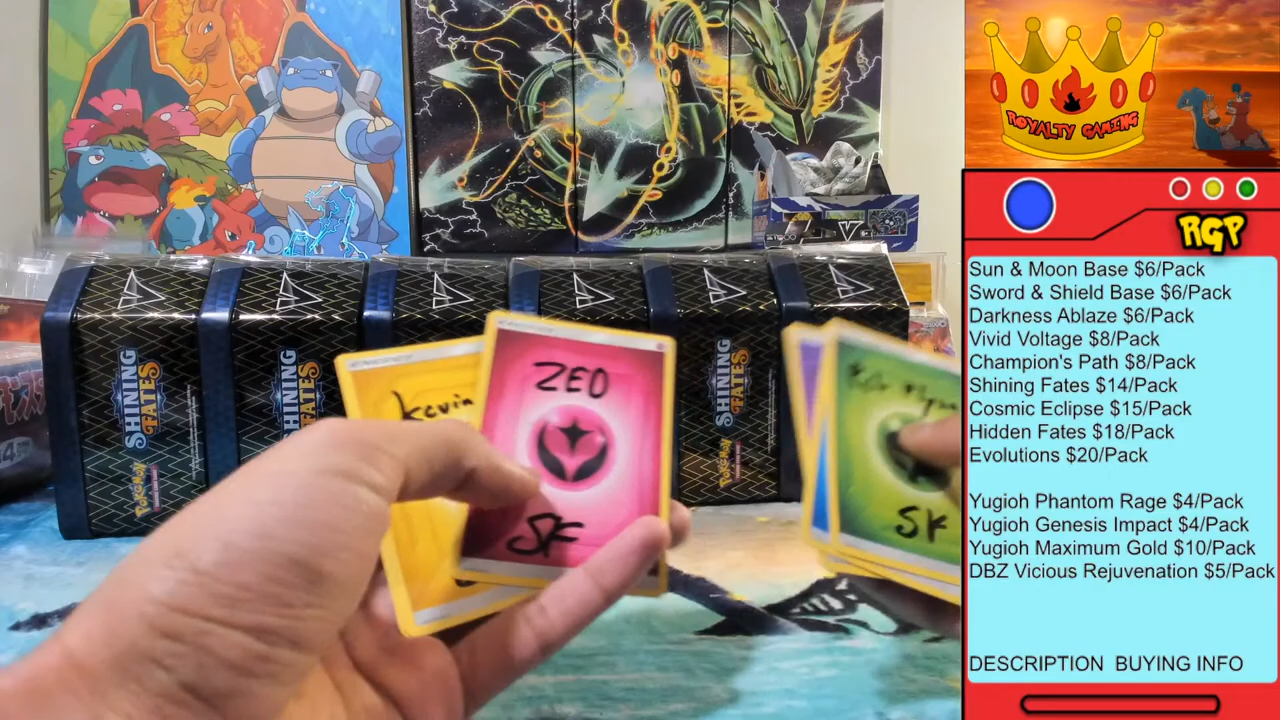 ROYALTY GAMING
RGP
Sun & Moon Base $6/Pack
Sword & Shield Base $6/Pack
Darkness Ablaze $6/Pack
Vivid Voltage $8/Pack
Champion's Path $8/Pack
Shining Fates $14/Pack
Cosmic Eclipse $15/Pack
Hidden Fates $18/Pack
Evolutions $20/Pack
Yugioh Phantom Rage $4/Pack
Yugioh Genesis Impact $4/Pack
Yugioh Maximum Gold $10/Pack
DBZ Vicious Rejuvenation $5/Pack
DESCRIPTION BUYING INFO
SHINING FATES
Pokémon
SHINING FATES
SHINING FATES
Pokémon
Kevin
ZEO
SF
SF